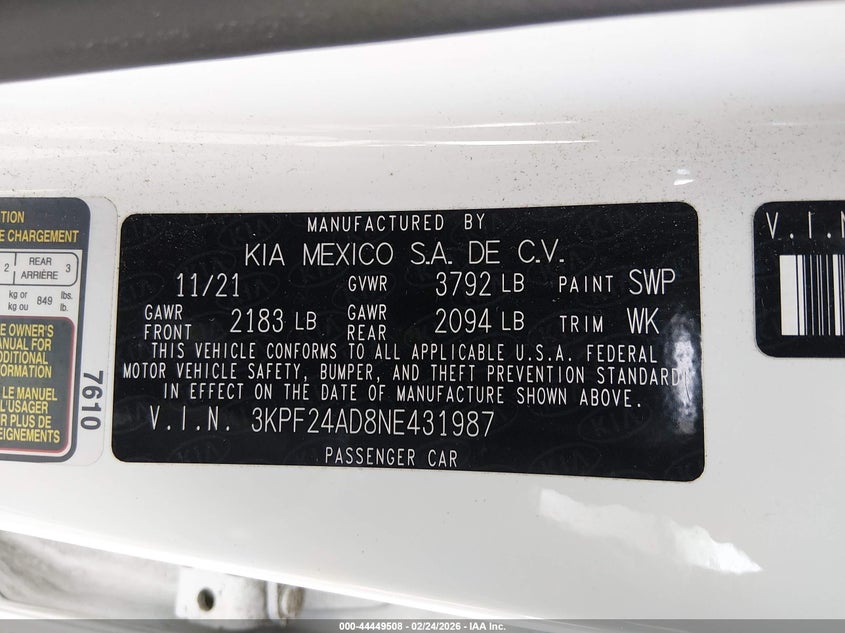 TION
E CHARGEMENT
2 REAR ARRIÈRE 3
kg or kg ou 849 lbs. lb.
E OWNER'S
ANUAL FOR
DDITIONAL
FORMATION
LE MANUEL
L'USAGER
UR PLUS DE
EIGNEMENTS
7610
MANUFACTURED BY
KIA MEXICO S.A. DE C.V.
11/21 GVWR 3792 LB PAINT SWP
GAWR FRONT 2183 LB GAWR REAR 2094 LB TRIM WK
THIS VEHICLE CONFORMS TO ALL APPLICABLE U.S.A. FEDERAL
MOTOR VEHICLE SAFETY, BUMPER, AND THEFT PREVENTION STANDARD
IN EFFECT ON THE DATE OF MANUFACTURE SHOWN ABOVE.
V.I.N. 3KPF24AD8NE431987
PASSENGER CAR
V.I.N
000-44449508 - 02/24/2026 - IAA Inc.